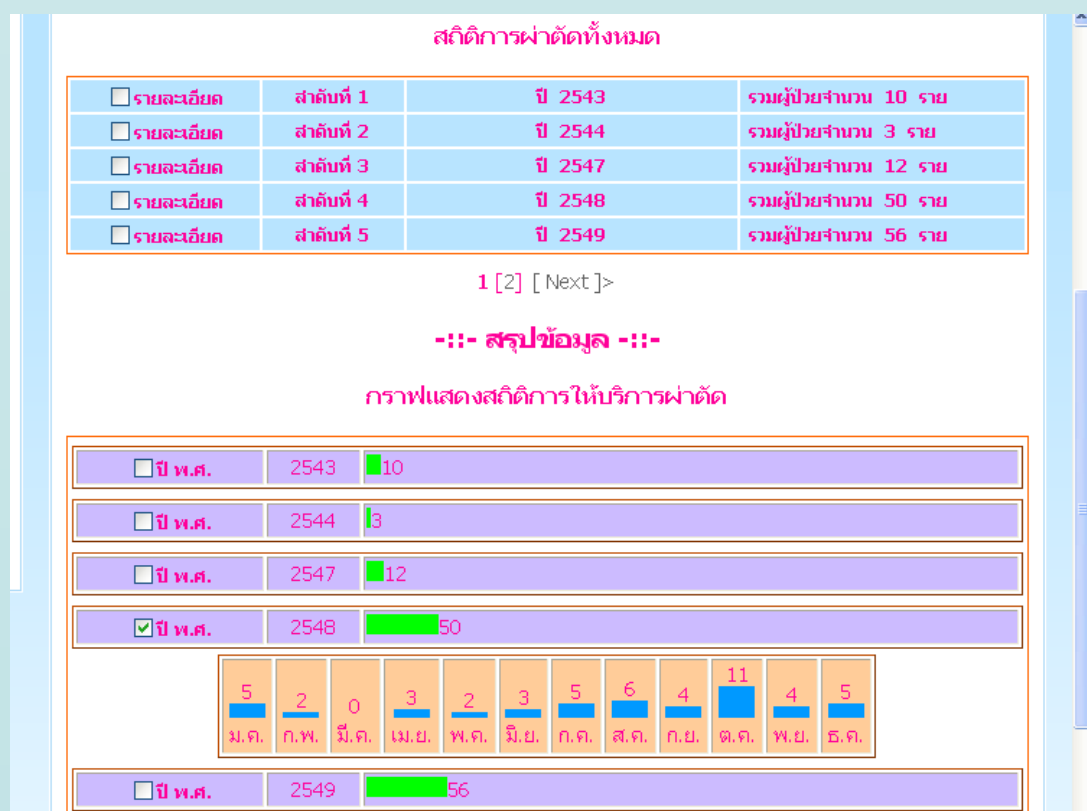 สถิติการผ่าตัดทั้งหมด
รายละเอียด ลำดับที่ 1 ปี 2543 รวมผู้ป่วยจำนวน 10 ราย
รายละเอียด ลำดับที่ 2 ปี 2544 รวมผู้ป่วยจำนวน 3 ราย
รายละเอียด ลำดับที่ 3 ปี 2547 รวมผู้ป่วยจำนวน 12 ราย
รายละเอียด ลำดับที่ 4 ปี 2548 รวมผู้ป่วยจำนวน 50 ราย
รายละเอียด ลำดับที่ 5 ปี 2549 รวมผู้ป่วยจำนวน 56 ราย
1 [2] [ Next ]>
-::- สรุปข้อมูล -::-
กราฟแสดงสถิติการให้บริการผ่าตัด
ปี พ.ศ. 2543 10
ปี พ.ศ. 2544 3
ปี พ.ศ. 2547 12
ปี พ.ศ. 2548 50
5 2 0 3 2 3 5 6 4 11 4 5
ม.ค. ก.พ. มี.ค. เม.ย. พ.ค. มิ.ย. ก.ค. ส.ค. ก.ย. ต.ค. พ.ย. ธ.ค.
ปี พ.ศ. 2549 56